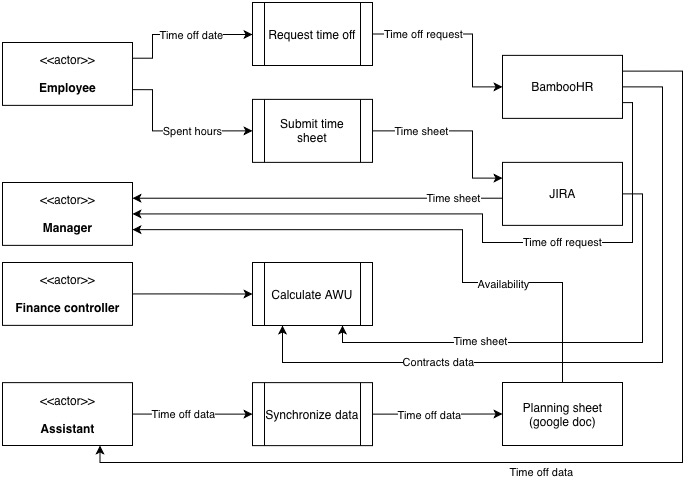 <<actor>>
Employee
Time off date
Request time off
Time off request
BambooHR
Spent hours
Submit time
sheet
Time sheet
JIRA
<<actor>>
Manager
Time sheet
Time off request
Availability
<<actor>>
Finance controller
Calculate AWU
Time sheet
Contracts data
<<actor>>
Assistant
Time off data
Synchronize data
Time off data
Planning sheet
(google doc)
Time off data